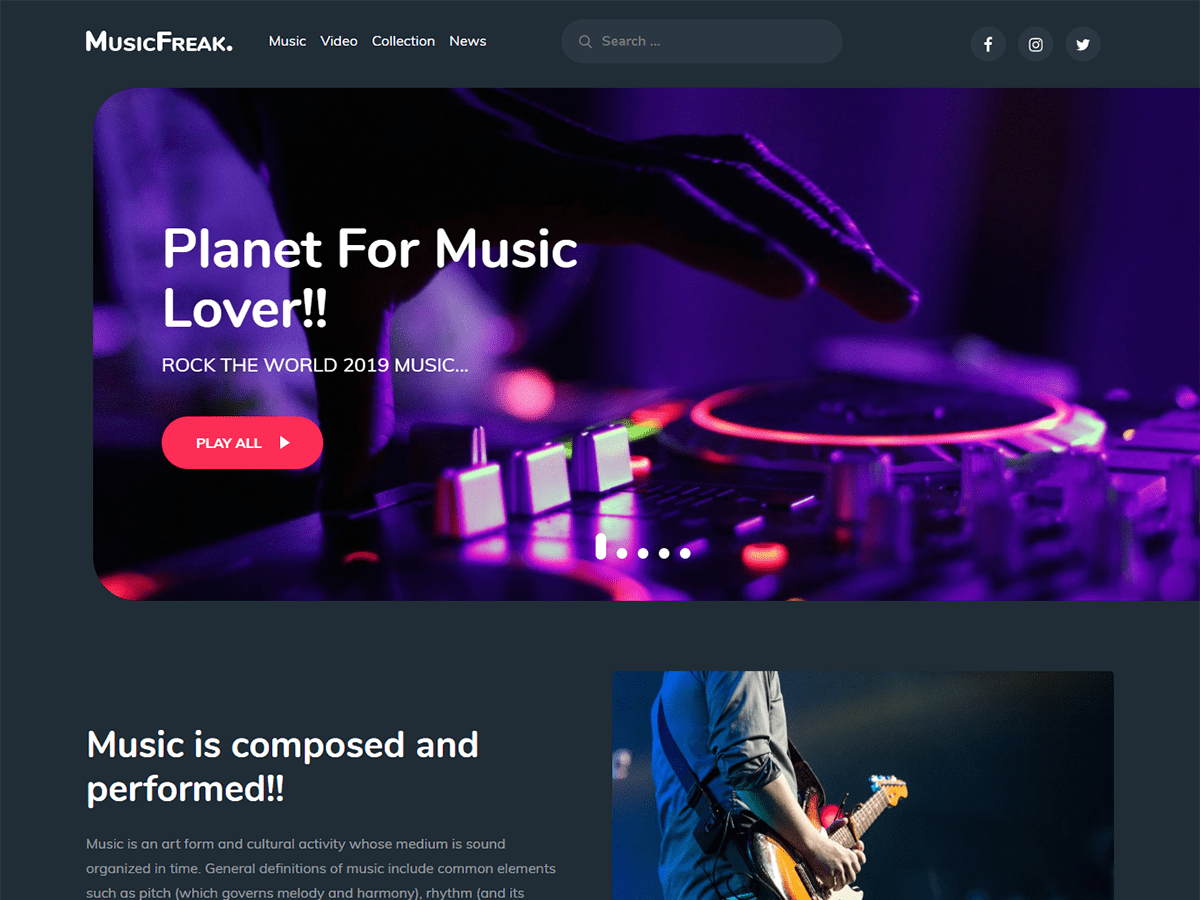 MusicFreak.
Music Video Collection News
Search ...
Planet For Music
Lover!!
ROCK THE WORLD 2019 MUSIC...
PLAY ALL
Music is composed and
performed!!
Music is an art form and cultural activity whose medium is sound
organized in time. General definitions of music include common elements
such as pitch (which governs melody and harmony), rhythm (and its